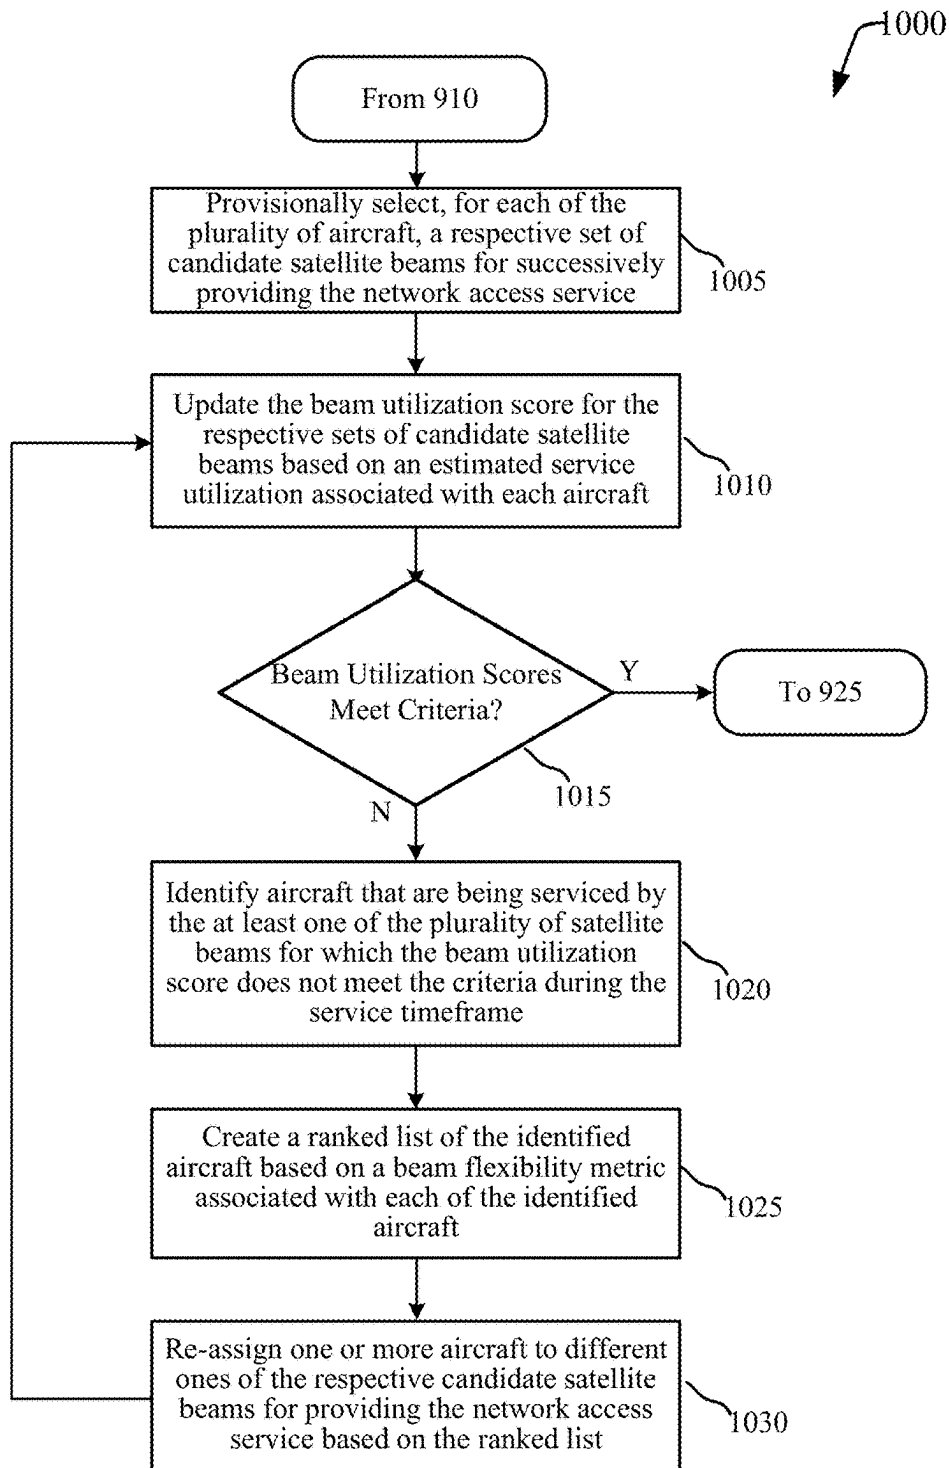 1000
From 910
Provisionally select, for each of the
plurality of aircraft, a respective set of
candidate satellite beams for successively
providing the network access service
1005
Update the beam utilization score for the
respective sets of candidate satellite
beams based on an estimated service
utilization associated with each aircraft
1010
Beam Utilization Scores
Meet Criteria?
Y
To 925
1015
N
Identify aircraft that are being serviced by
the at least one of the plurality of satellite
beams for which the beam utilization
score does not meet the criteria during the
service timeframe
1020
Create a ranked list of the identified
aircraft based on a beam flexibility metric
associated with each of the identified
aircraft
1025
Re-assign one or more aircraft to different
ones of the respective candidate satellite
beams for providing the network access
service based on the ranked list
1030